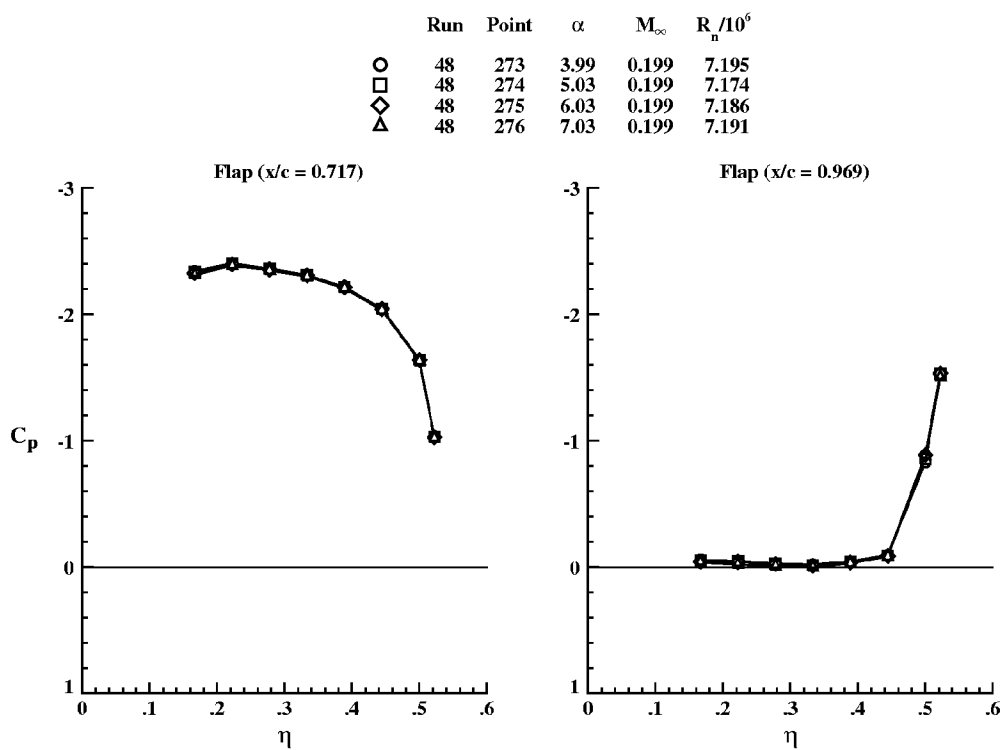 Run Point α M∞ Rn/10⁶
48 273 3.99 0.199 7.195
48 274 5.03 0.199 7.174
48 275 6.03 0.199 7.186
48 276 7.03 0.199 7.191
Flap (x/c = 0.717)
-3
-2
-1
0
1
Cp
0 .1 .2 .3 .4 .5 .6
η
Flap (x/c = 0.969)
-3
-2
-1
0
1
0 .1 .2 .3 .4 .5 .6
η